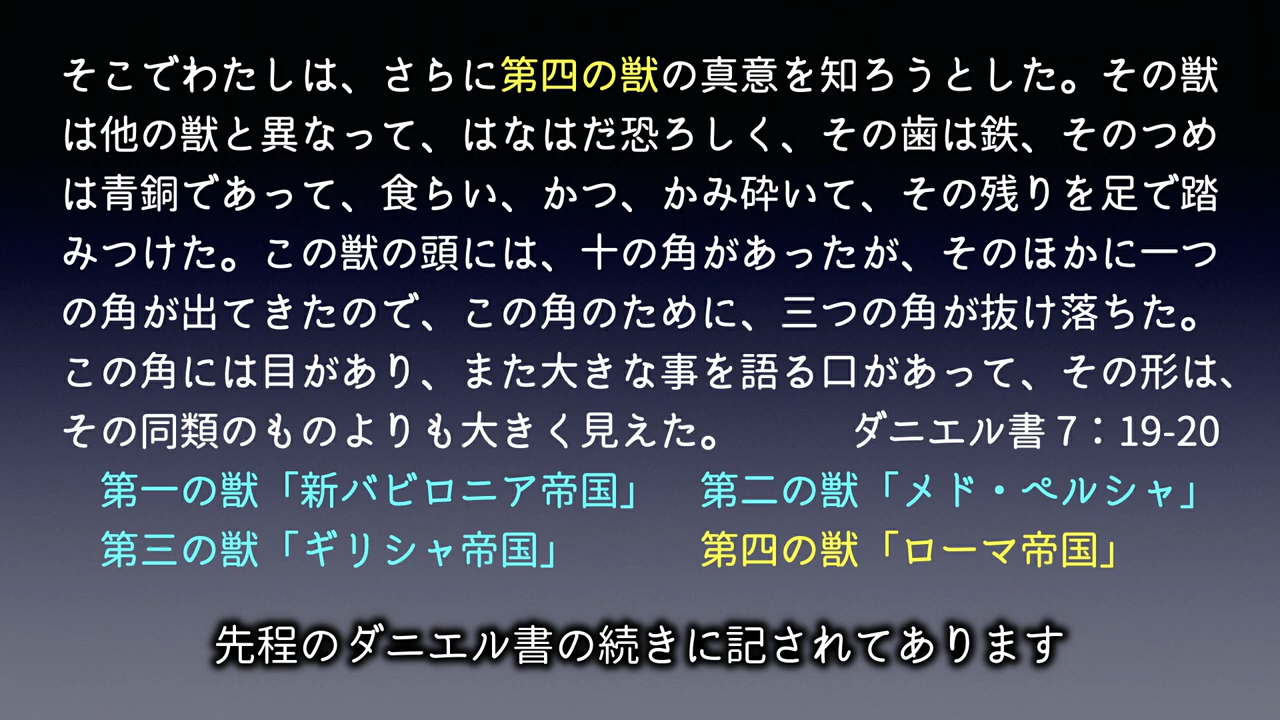 そこでわたしは、さらに第四の獣の真意を知ろうとした。その獣
は他の獣と異なって、はなはだ恐ろしく、その歯は鉄、そのつめ
は青銅であって、食らい、かつ、かみ砕いて、その残りを足で踏
みつけた。この獣の頭には、十の角があったが、そのほかに一つ
の角が出てきたので、この角のために、三つの角が抜け落ちた。
この角には目があり、また大きな事を語る口があって、その形は、
その同類のものよりも大きく見えた。 ダニエル書 7：19-20
第一の獣「新バビロニア帝国」 第二の獣「メド・ペルシャ」
第三の獣「ギリシャ帝国」 第四の獣「ローマ帝国」
先程のダニエル書の続きに記されてあります